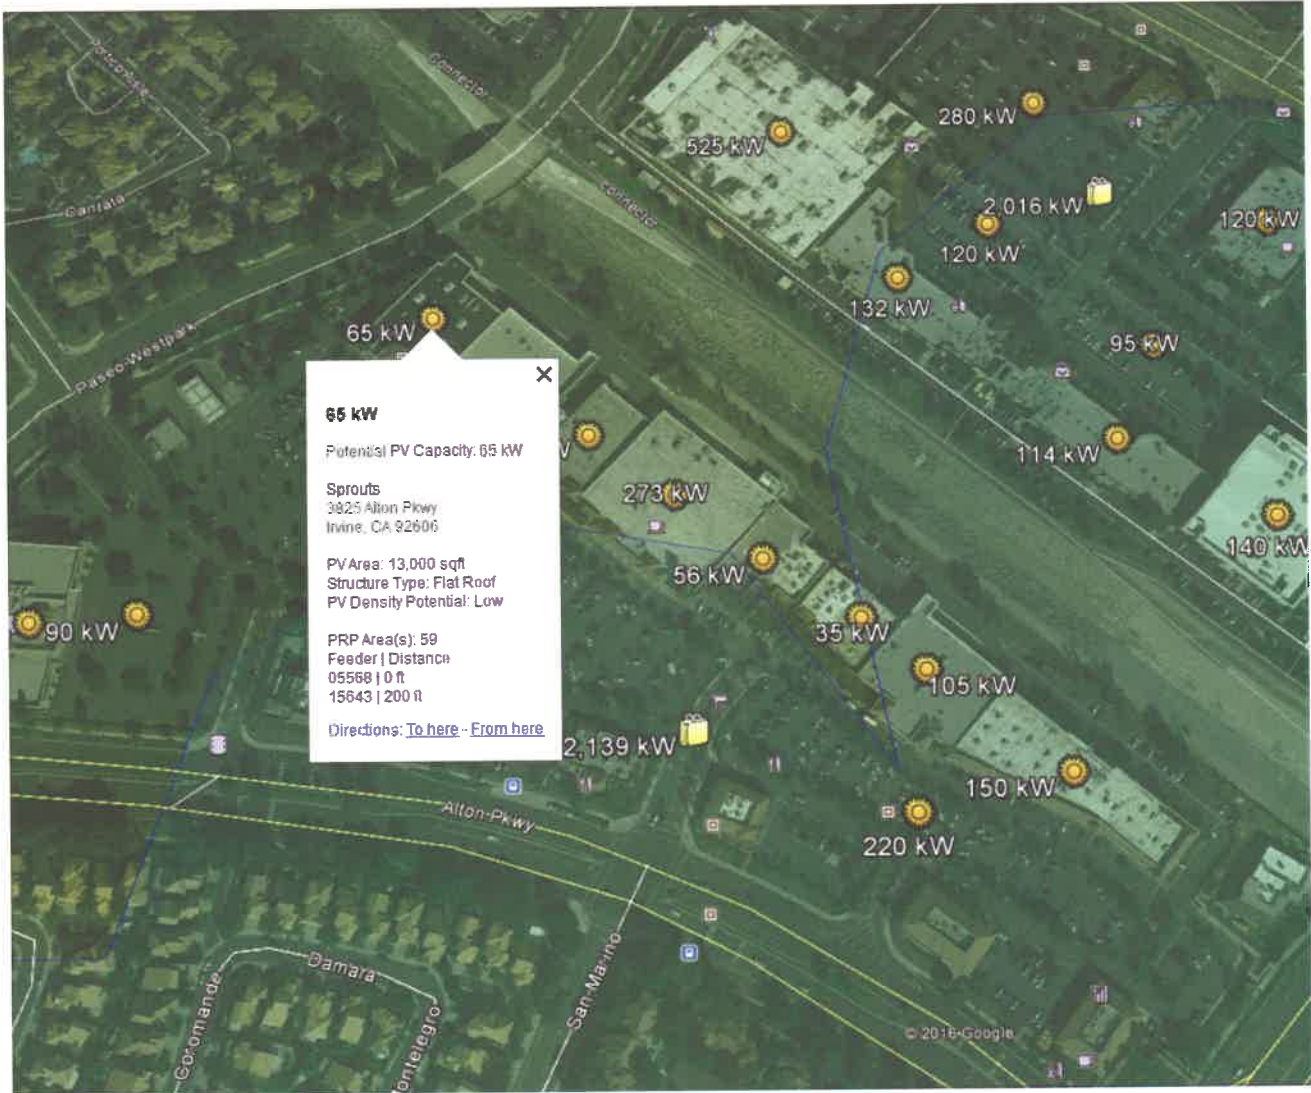 Connector
525 kW
280 kW
Cantata
Connector
2,016 kW
120 kW
120 kW
132 kW
65 kW
95 kW
Paseo-Westpark
65 kW
Potential PV Capacity: 65 kW
Sprouts
3825 Alton Pkwy
Irvine, CA 92606
PV Area: 13,000 sqft
Structure Type: Flat Roof
PV Density Potential: Low
PRP Area(s): 59
Feeder | Distance
05568 | 0 ft
15643 | 200 ft
Directions: To here - From here
114 kW
273 kW
140 kW
56 kW
90 kW
35 kW
105 kW
2,139 kW
150 kW
Alton-Pkwy
220 kW
Damara
San-Marino
Coromande
ontelegro
© 2016 Google